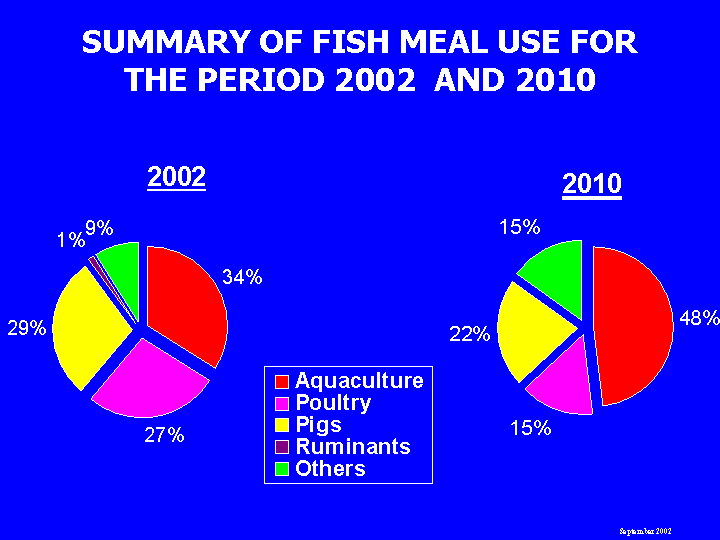 SUMMARY OF FISH MEAL USE FOR
THE PERIOD 2002 AND 2010
2002
2010
9%
1%
34%
29%
27%
15%
48%
22%
15%
Aquaculture
Poultry
Pigs
Ruminants
Others
September 2002